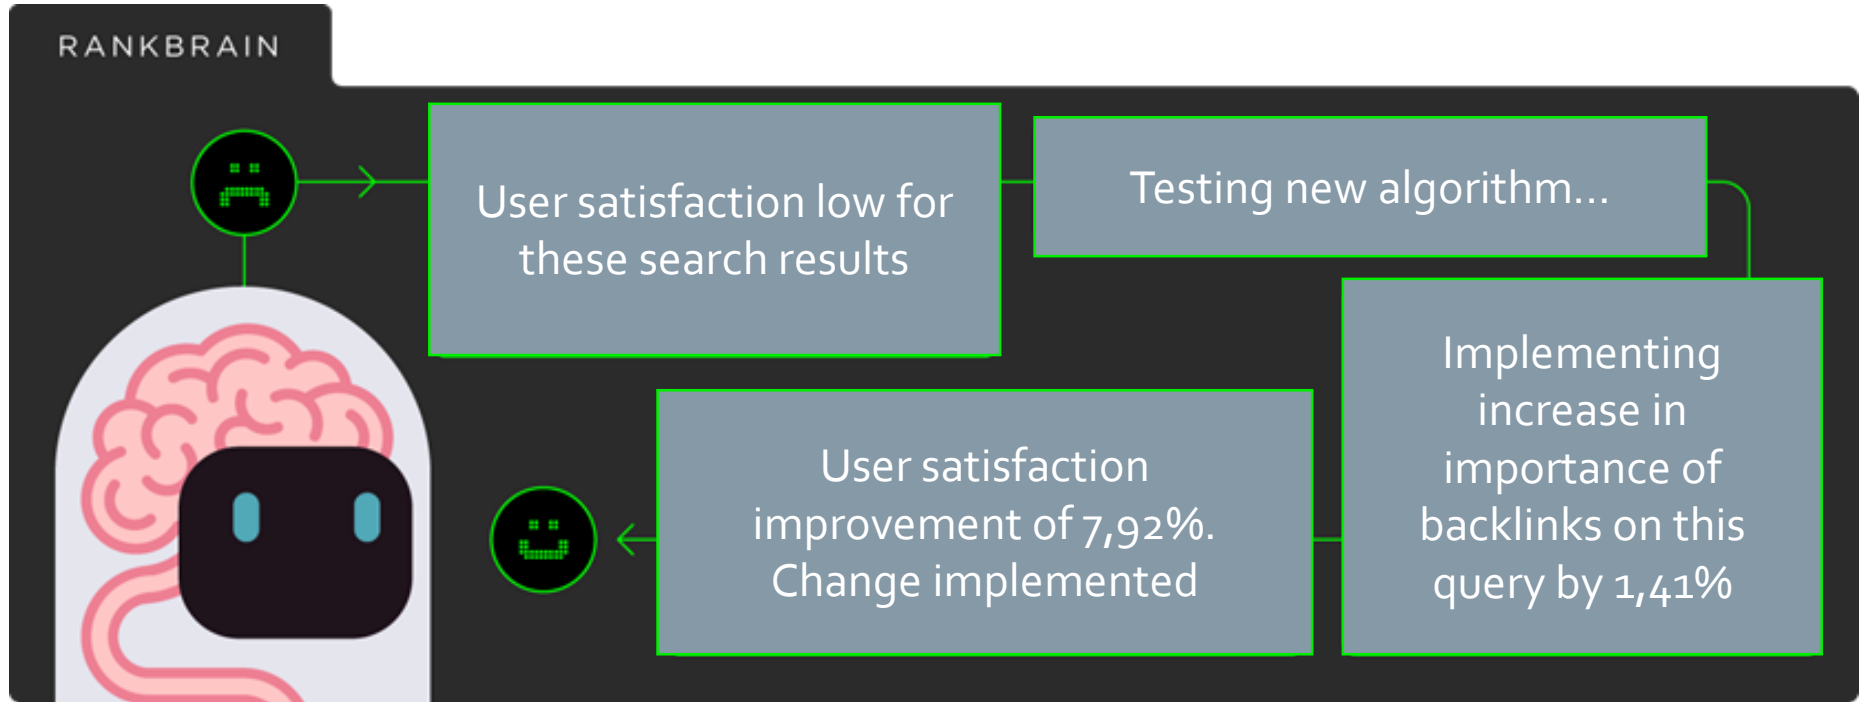 RANKBRAIN
User satisfaction low for
these search results
Testing new algorithm...
Implementing
increase in
importance of
backlinks on this
query by 1,41%
User satisfaction
improvement of 7,92%.
Change implemented